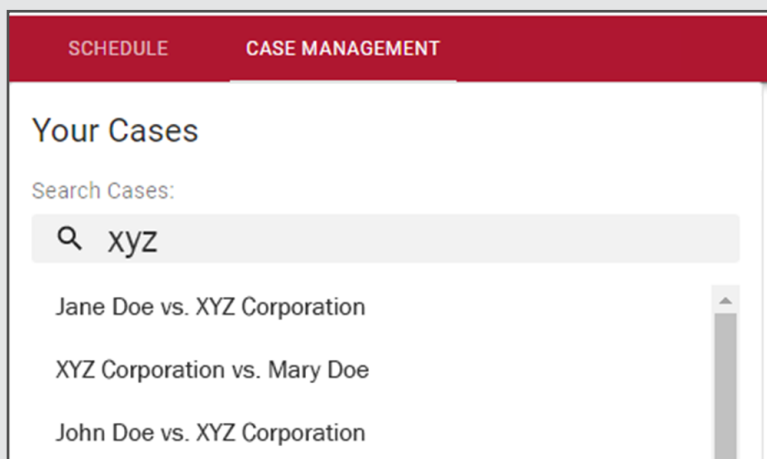 SCHEDULE CASE MANAGEMENT
Your Cases
Search Cases:
xyz
Jane Doe vs. XYZ Corporation
XYZ Corporation vs. Mary Doe
John Doe vs. XYZ Corporation